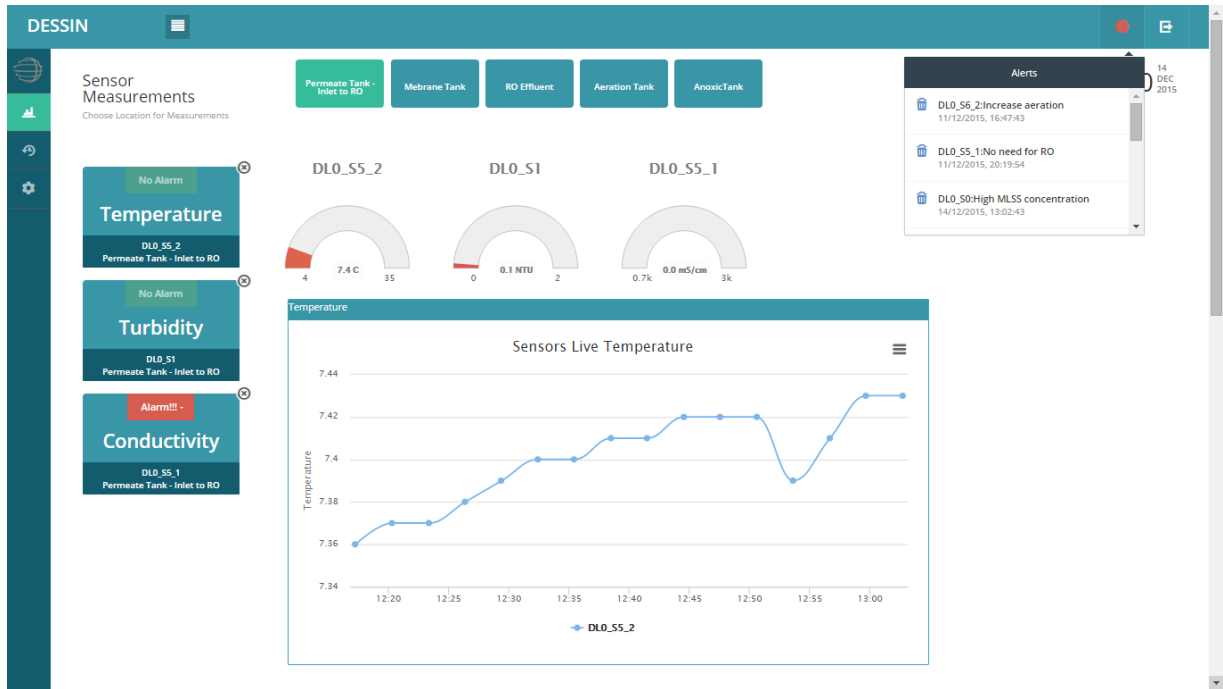 DESSIN
Sensor
Measurements
Choose Location for Measurements
Permeate Tank -
Inlet to RO
Mebrane Tank
RO Effluent
Aeration Tank
AnoxicTank
Alerts
DL0_S6_2:Increase aeration
11/12/2015, 16:47:43
DL0_S5_1:No need for RO
11/12/2015, 20:19:54
DL0_S0:High MLSS concentration
14/12/2015, 13:02:43
14
DEC
2015
No Alarm
Temperature
DL0_S5_2
Permeate Tank - Inlet to RO
No Alarm
Turbidity
DL0_S1
Permeate Tank - Inlet to RO
Alarm!!! -
Conductivity
DL0_S5_1
Permeate Tank - Inlet to RO
DL0_S5_2
7.4 C
4
35
DL0_S1
0.1 NTU
0
2
DL0_S5_1
0.0 mS/cm
0.7k
3k
Temperature
Sensors Live Temperature
Temperature
7.44
7.42
7.4
7.38
7.36
7.34
12:20
12:25
12:30
12:35
12:40
12:45
12:50
12:55
13:00
DL0_S5_2